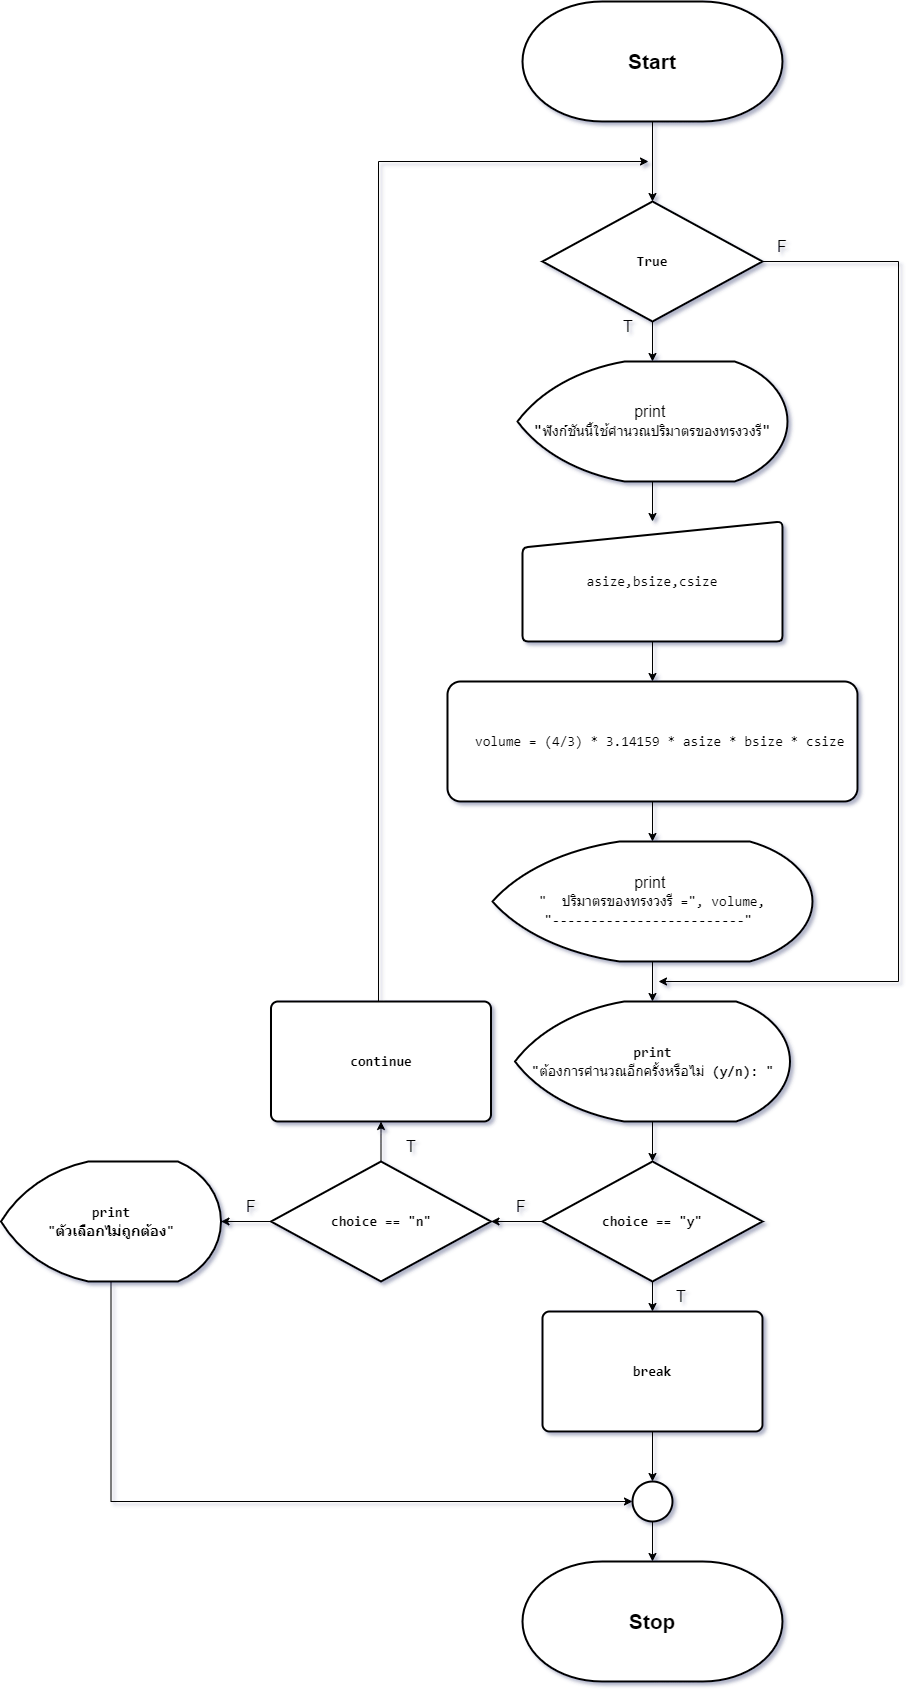 Start
True
F
T
print
"ฟังก์ชันนี้ใช้คำนวณปริมาตรของทรงวงรี"
asize,bsize,csize
volume = (4/3) * 3.14159 * asize * bsize * csize
print
" ปริมาตรของทรงวงรี =", volume,
"-------------------------"
print
"ต้องการคำนวณอีกครั้งหรือไม่ (y/n): "
continue
T
print
"ตัวเลือกไม่ถูกต้อง"
F
choice == "n"
F
choice == "y"
T
break
Stop